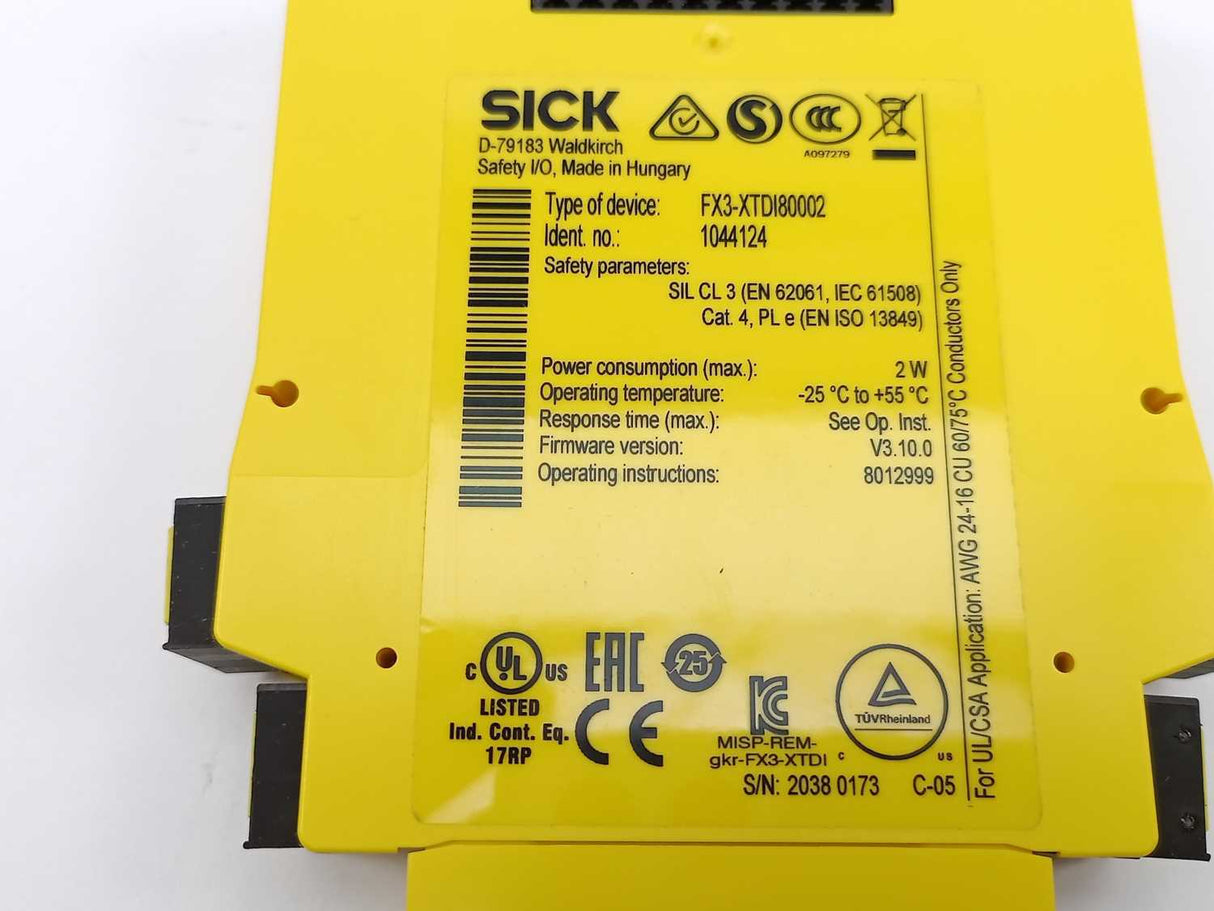 SICK
D-79183 Waldkirch
Safety I/O, Made in Hungary
A097279
Type of device: FX3-XTDI80002
Ident. no.: 1044124
Safety parameters:
SIL CL 3 (EN 62061, IEC 61508)
Cat. 4, PL e (EN ISO 13849)
Power consumption (max.): 2 W
Operating temperature: -25 °C to +55 °C
Response time (max.): See Op. Inst.
Firmware version: V3.10.0
Operating instructions: 8012999
For UL/CSA Application: AWG 24-16 CU 60/75°C Conductors Only
C UL US
LISTED
Ind. Cont. Eq.
17RP
EAC
25
CE
MISP-REM-
gkr-FX3-XTDI
TÜVRheinland
C US
S/N: 2038 0173 C-05